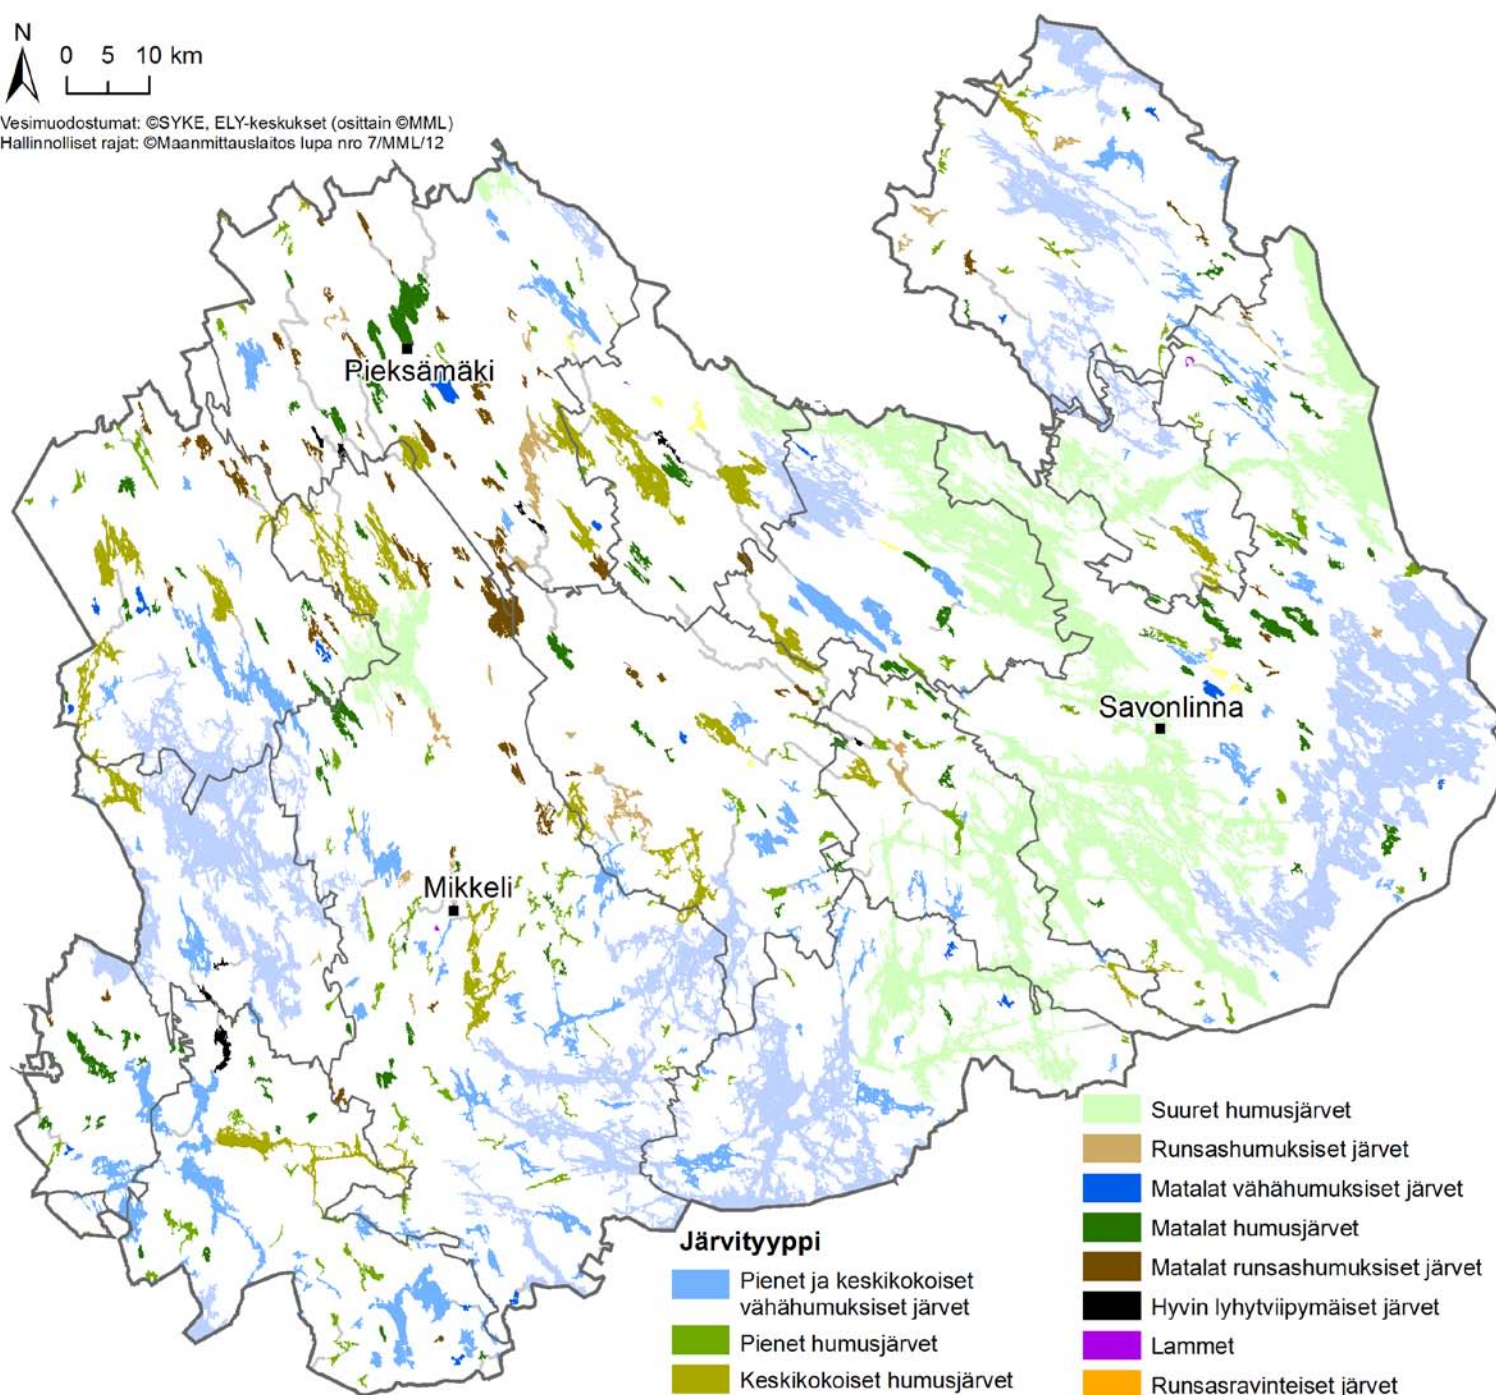 N
0 5 10 km
Vesimuodostumat: ©SYKE, ELY-keskukset (osittain ©MML)
Hallinnolliset rajat: ©Maanmittauslaitos lupa nro 7/MML/12
Pieksämäki
Savonlinna
Mikkeli
Järvityyppi
Pienet ja keskikokoiset
vähähumuksiset järvet
Pienet humusjärvet
Keskikokoiset humusjärvet
Suuret humusjärvet
Runsashumuksiset järvet
Matalat vähähumuksiset järvet
Matalat humusjärvet
Matalat runsashumuksiset järvet
Hyvin lyhytviipymäiset järvet
Lammet
Runsasravinteiset järvet